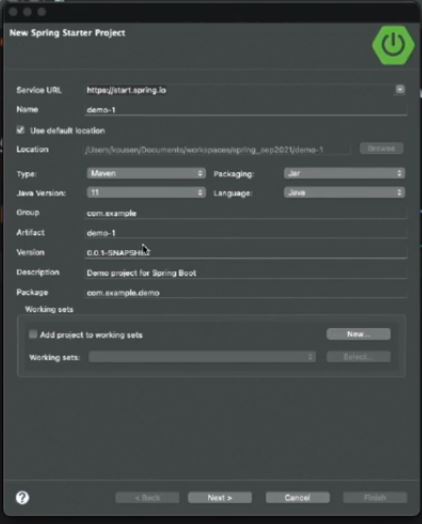 New Spring Starter Project
Service URL https://start.spring.io
Name demo-1
Use default location
Location /Users/kousen/Documents/workspaces/spring_sep2021/demo-1 Browse
Type: Maven Packaging: Jar
Java Version: 11 Language: Java
Group com.example
Artifact demo-1
Version 0.0.1-SNAPSHOT
Description Demo project for Spring Boot
Package com.example.demo
Working sets
Add project to working sets New...
Working sets: Select...
? < Back Next > Cancel Finish